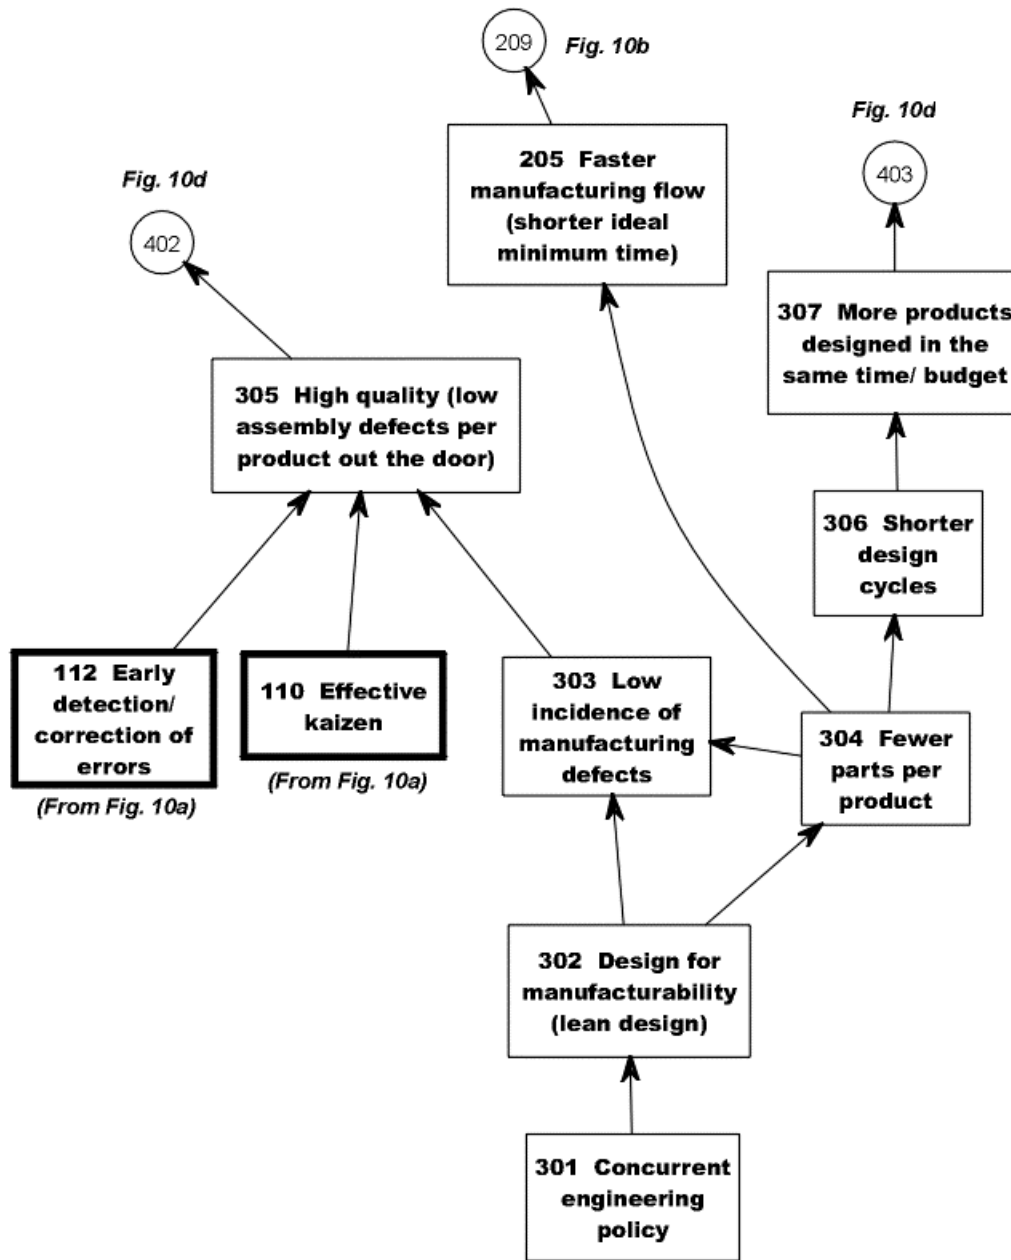 209
Fig. 10b
Fig. 10d
403
205 Faster
manufacturing flow
(shorter ideal
minimum time)
Fig. 10d
402
307 More products
designed in the
same time/ budget
305 High quality (low
assembly defects per
product out the door)
306 Shorter
design
cycles
112 Early
detection/
correction of
errors
(From Fig. 10a)
110 Effective
kaizen
(From Fig. 10a)
303 Low
incidence of
manufacturing
defects
304 Fewer
parts per
product
302 Design for
manufacturability
(lean design)
301 Concurrent
engineering
policy